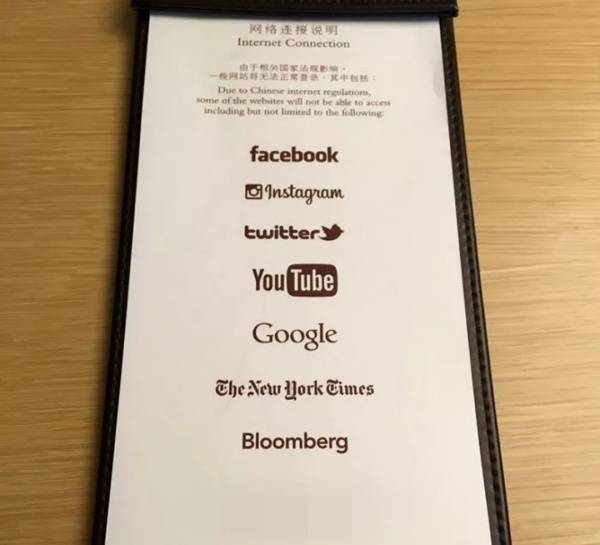 网络连接说明
Internet Connection
由于相关国家法规影响，
一些网站将无法正常登录，其中包括：
Due to Chinese internet regulations,
some of the websites will not be able to access
including but not limited to the following:
facebook
Instagram
twitter
YouTube
Google
The New York Times
Bloomberg